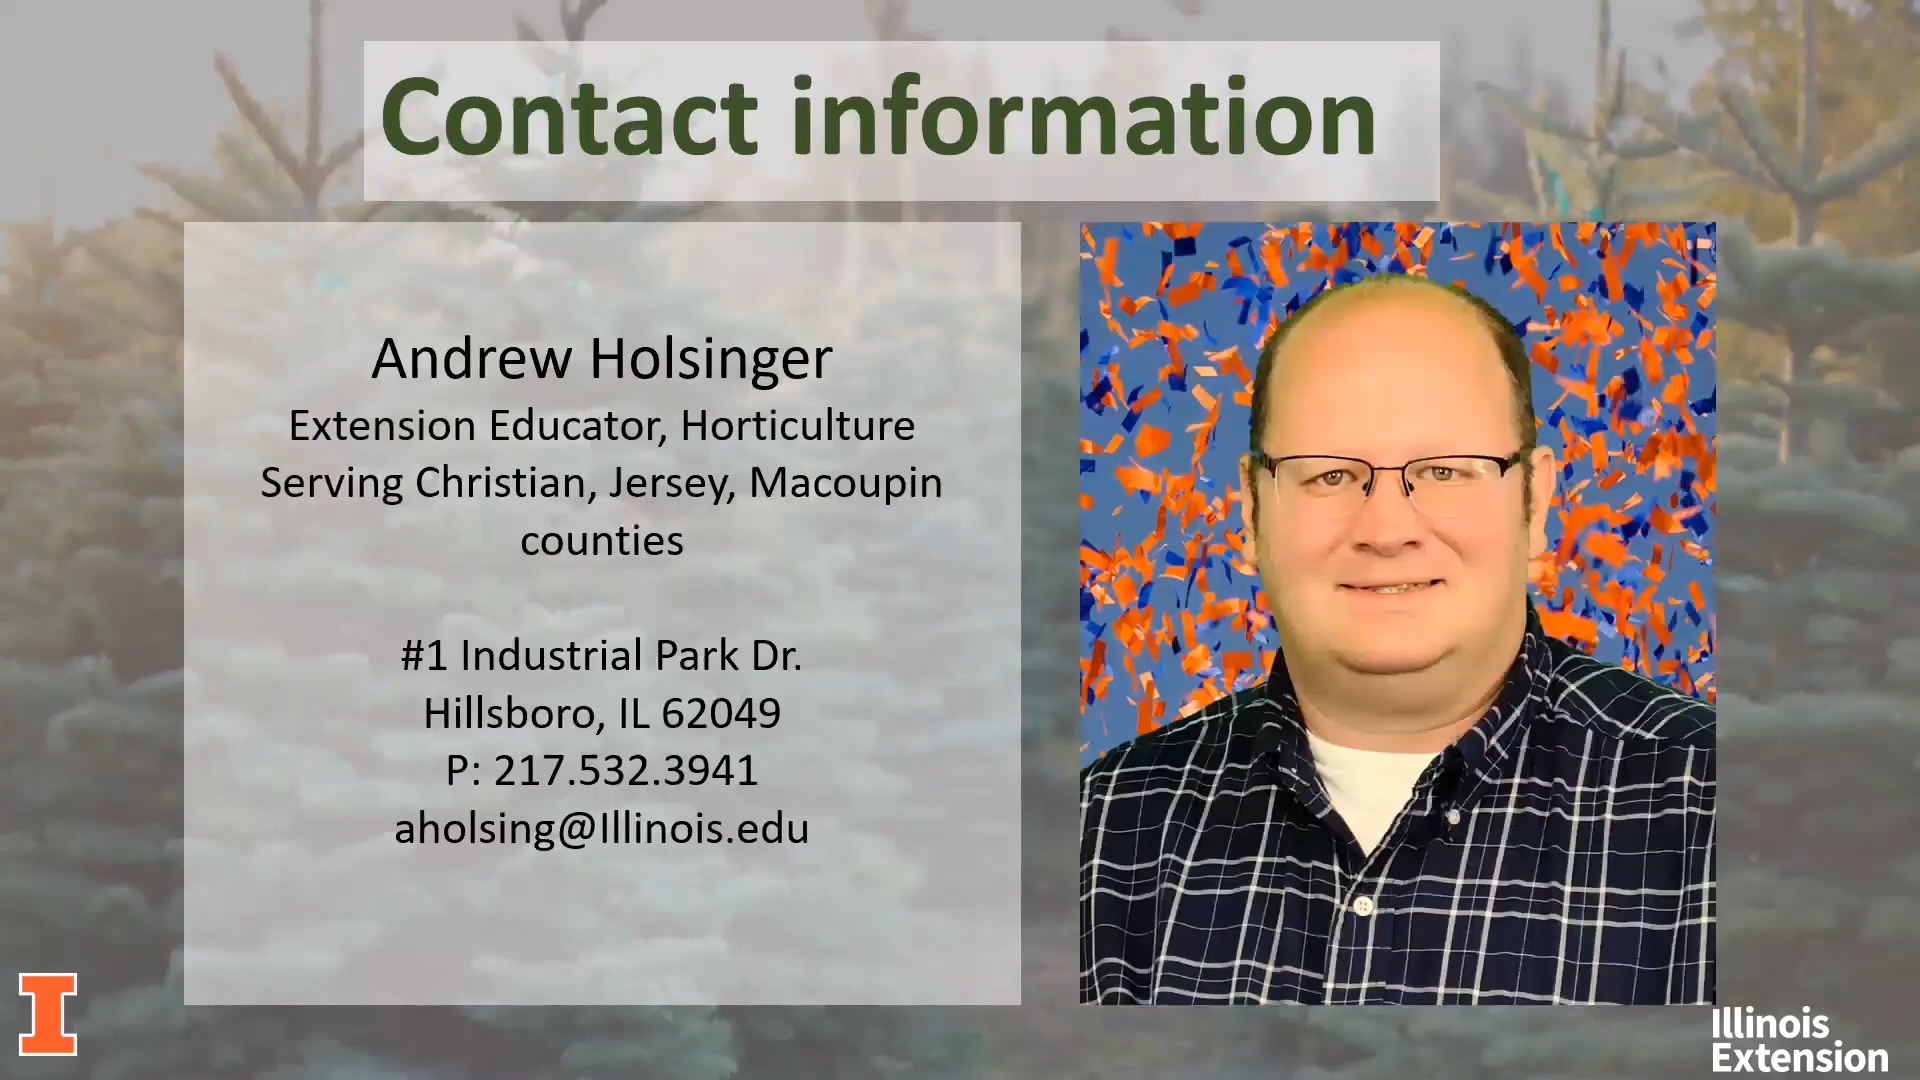 Contact information
Andrew Holsinger
Extension Educator, Horticulture
Serving Christian, Jersey, Macoupin
counties
#1 Industrial Park Dr.
Hillsboro, IL 62049
P: 217.532.3941
aholsing@Illinois.edu
I
Illinois
Extension